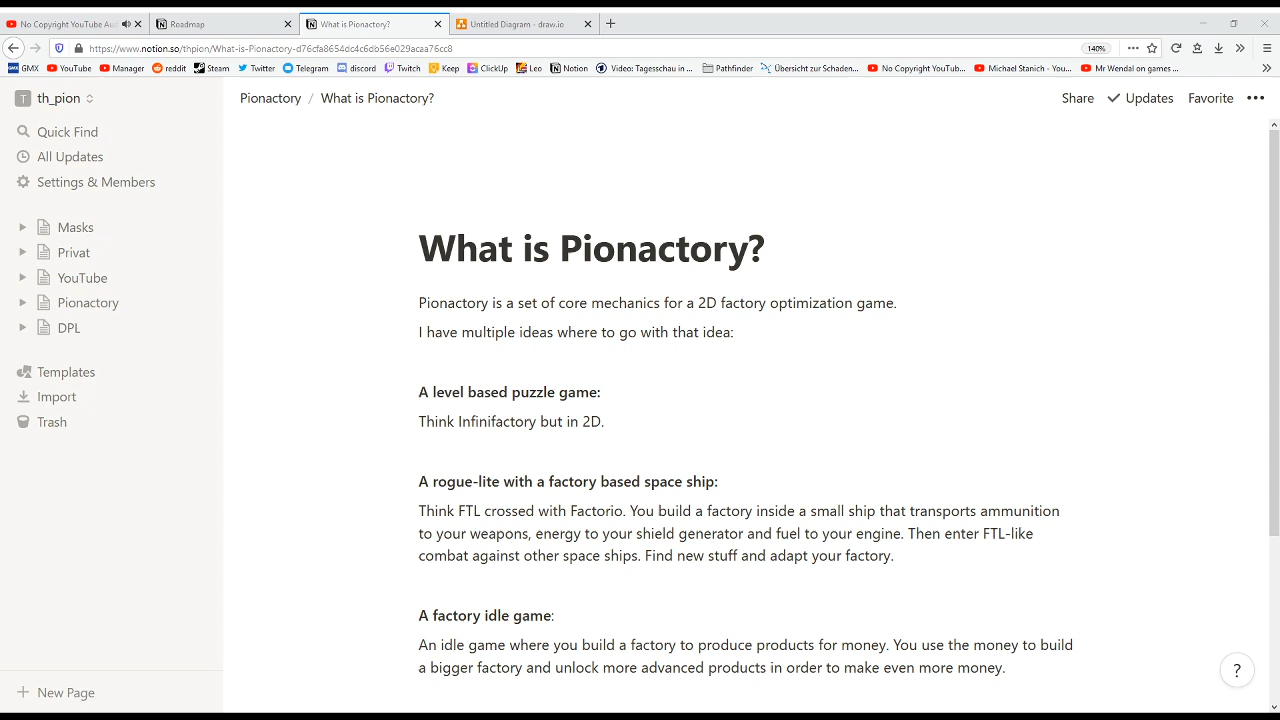 No Copyright YouTube Au
Roadmap
What is Pionactory?
Untitled Diagram - draw.io
https://www.notion.so/thpion/What-is-Pionactory-d76cfa8654dc4c6db56e029acaa76cc8
140%
GMX
YouTube
Manager
reddit
Steam
Twitter
Telegram
discord
Twitch
Keep
ClickUp
LL
Notion
Video: Tagesschau in ...
Pathfinder
Übersicht zur Schaden...
No Copyright YouTub...
Michael Stanich - You...
Mr Wendal on games ...
T th_pion
Pionactory / What is Pionactory?
Share
Updates
Favorite
Quick Find
All Updates
Settings & Members
Masks
Privat
YouTube
Pionactory
DPL
Templates
Import
Trash
New Page
What is Pionactory?
Pionactory is a set of core mechanics for a 2D factory optimization game.
I have multiple ideas where to go with that idea:
A level based puzzle game:
Think Infinifactory but in 2D.
A rogue-lite with a factory based space ship:
Think FTL crossed with Factorio. You build a factory inside a small ship that transports ammunition
to your weapons, energy to your shield generator and fuel to your engine. Then enter FTL-like
combat against other space ships. Find new stuff and adapt your factory.
A factory idle game:
An idle game where you build a factory to produce products for money. You use the money to build
a bigger factory and unlock more advanced products in order to make even more money.
?